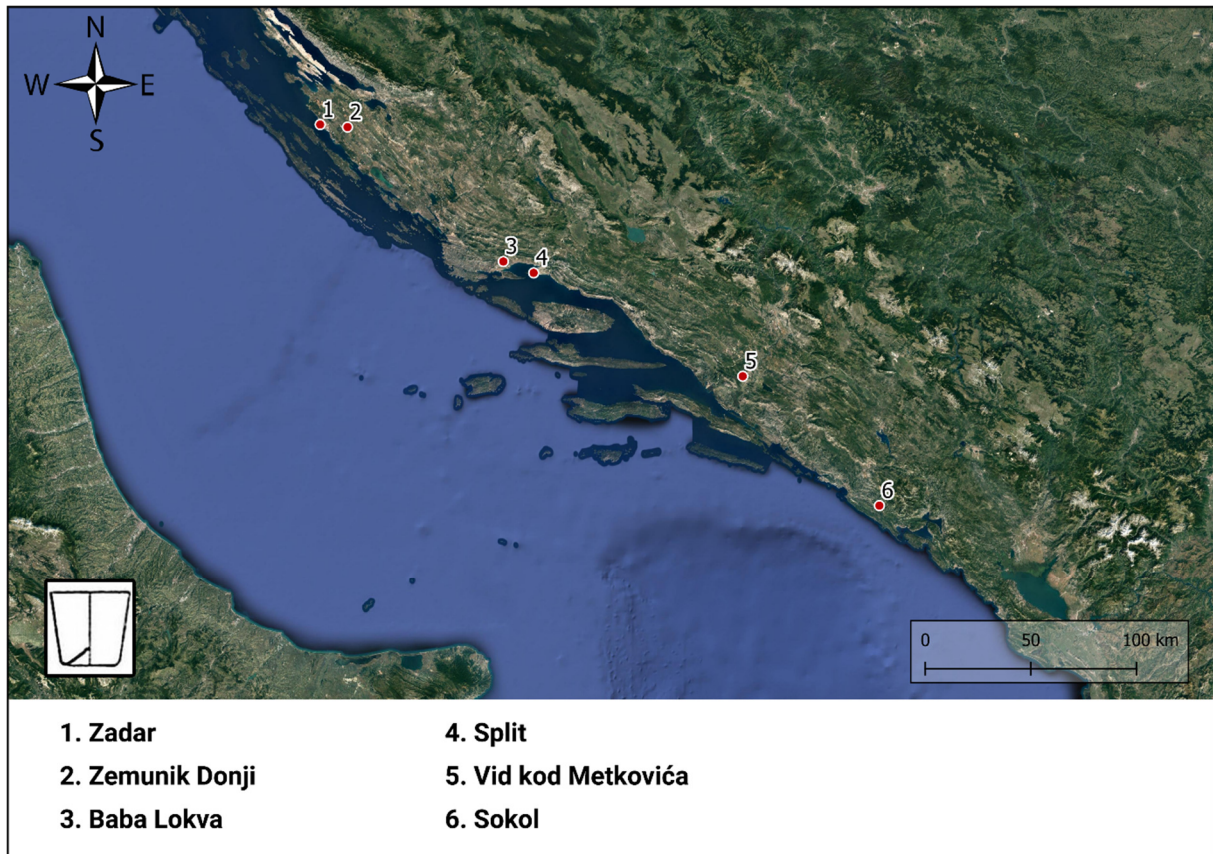 N
W E
S
1 2
3 4
5
6
0 50 100 km
1. Zadar
2. Zemunik Donji
3. Baba Lokva
4. Split
5. Vid kod Metkovića
6. Sokol